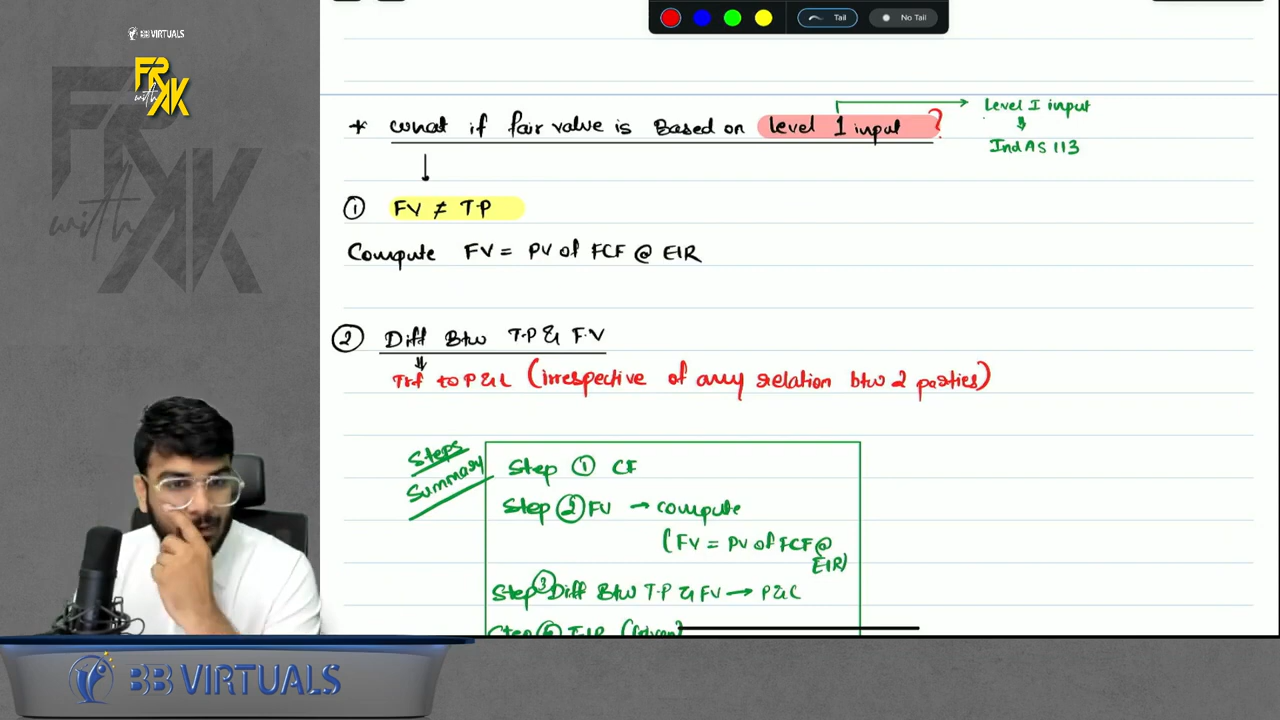 BB VIRTUALS
FR
with
AK
FR
with
AK
Tail
No Tail
* what if fair value is Based on level 1 input ?
Level I input
Ind AS 113
① FV ≠ T.P
Compute FV = PV of FCF @ EIR
② Diff Btw T.P & F.V
Trf to P&L (irrespective of any relation btw 2 parties)
Steps
Summary
Step ① CF
Step ② FV → compute
(FV = PV of FCF @
EIR)
Step ③ Diff Btw T.P & FV → P&L
BB VIRTUALS